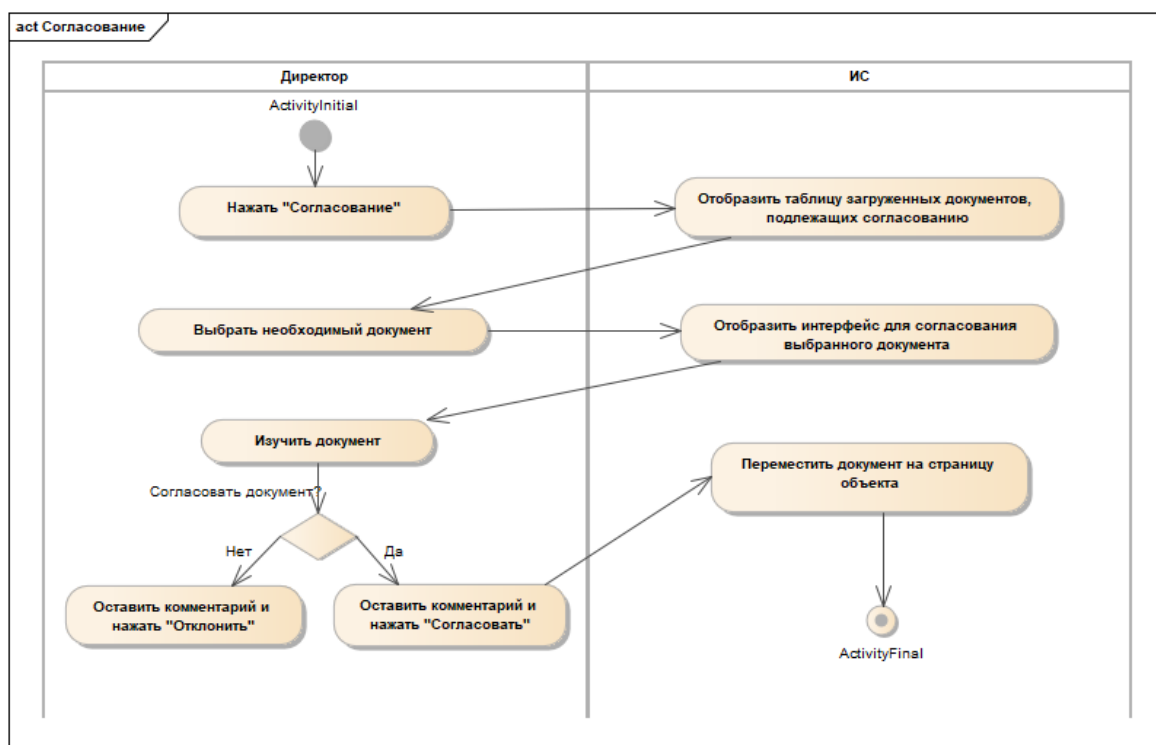 act Согласование
Директор
ИС
ActivityInitial
Нажать "Согласование"
Отобразить таблицу загруженных документов,
подлежащих согласованию
Выбрать необходимый документ
Отобразить интерфейс для согласования
выбранного документа
Изучить документ
Переместить документ на страницу
объекта
Согласовать документ?
Нет
Да
Оставить комментарий и
нажать "Отклонить"
Оставить комментарий и
нажать "Согласовать"
ActivityFinal